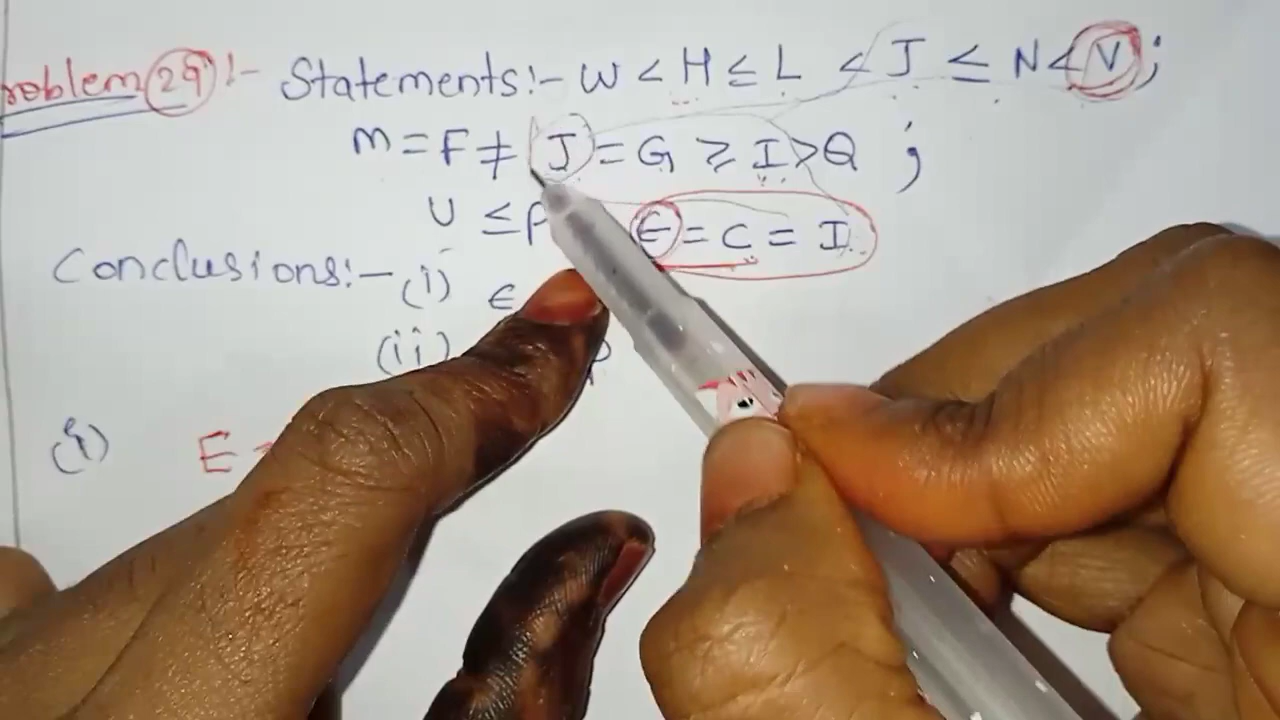 Problem 29 :- Statements :- W < H ≤ L < J ≤ N < V ;
M = F ≠ J = G ≥ I > Q ;
U ≤ P E = C = I
Conclusions :- (i) E
(ii)
(i) E